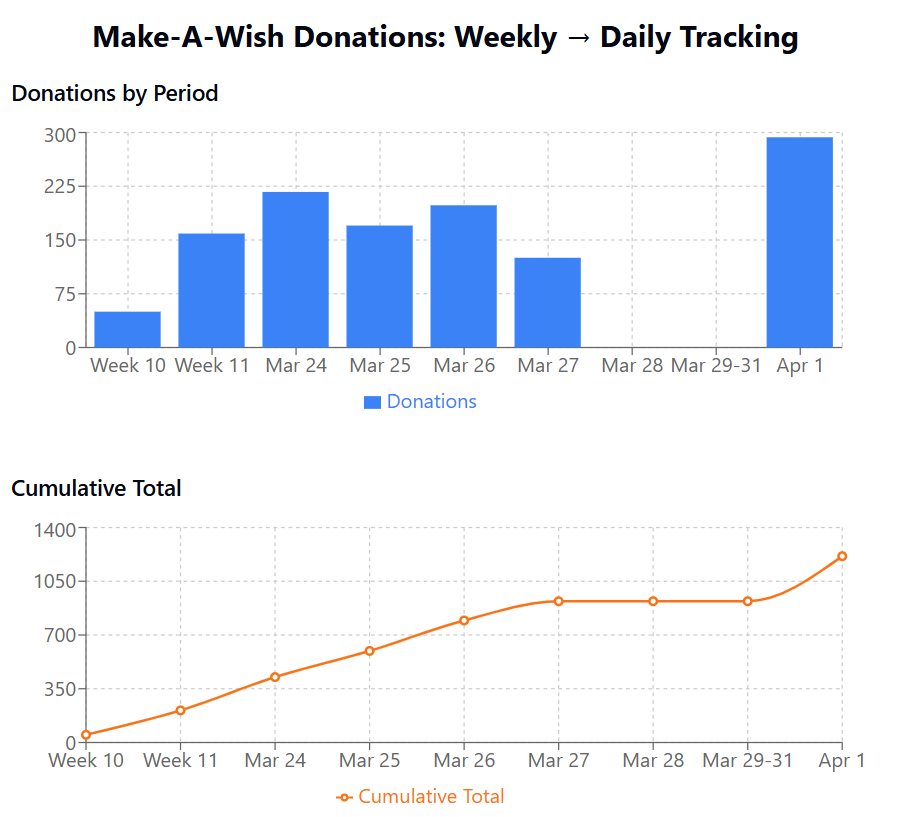 Make-A-Wish Donations: Weekly → Daily Tracking
Donations by Period
300
225
150
75
0
Week 10 Week 11 Mar 24 Mar 25 Mar 26 Mar 27 Mar 28 Mar 29-31 Apr 1
Donations
Cumulative Total
1400
1050
700
350
0
Week 10 Week 11 Mar 24 Mar 25 Mar 26 Mar 27 Mar 28 Mar 29-31 Apr 1
Cumulative Total